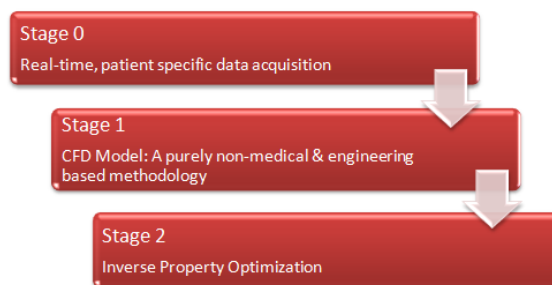 Stage 0
Real-time, patient specific data acquisition
Stage 1
CFD Model: A purely non-medical & engineering
based methodology
Stage 2
Inverse Property Optimization